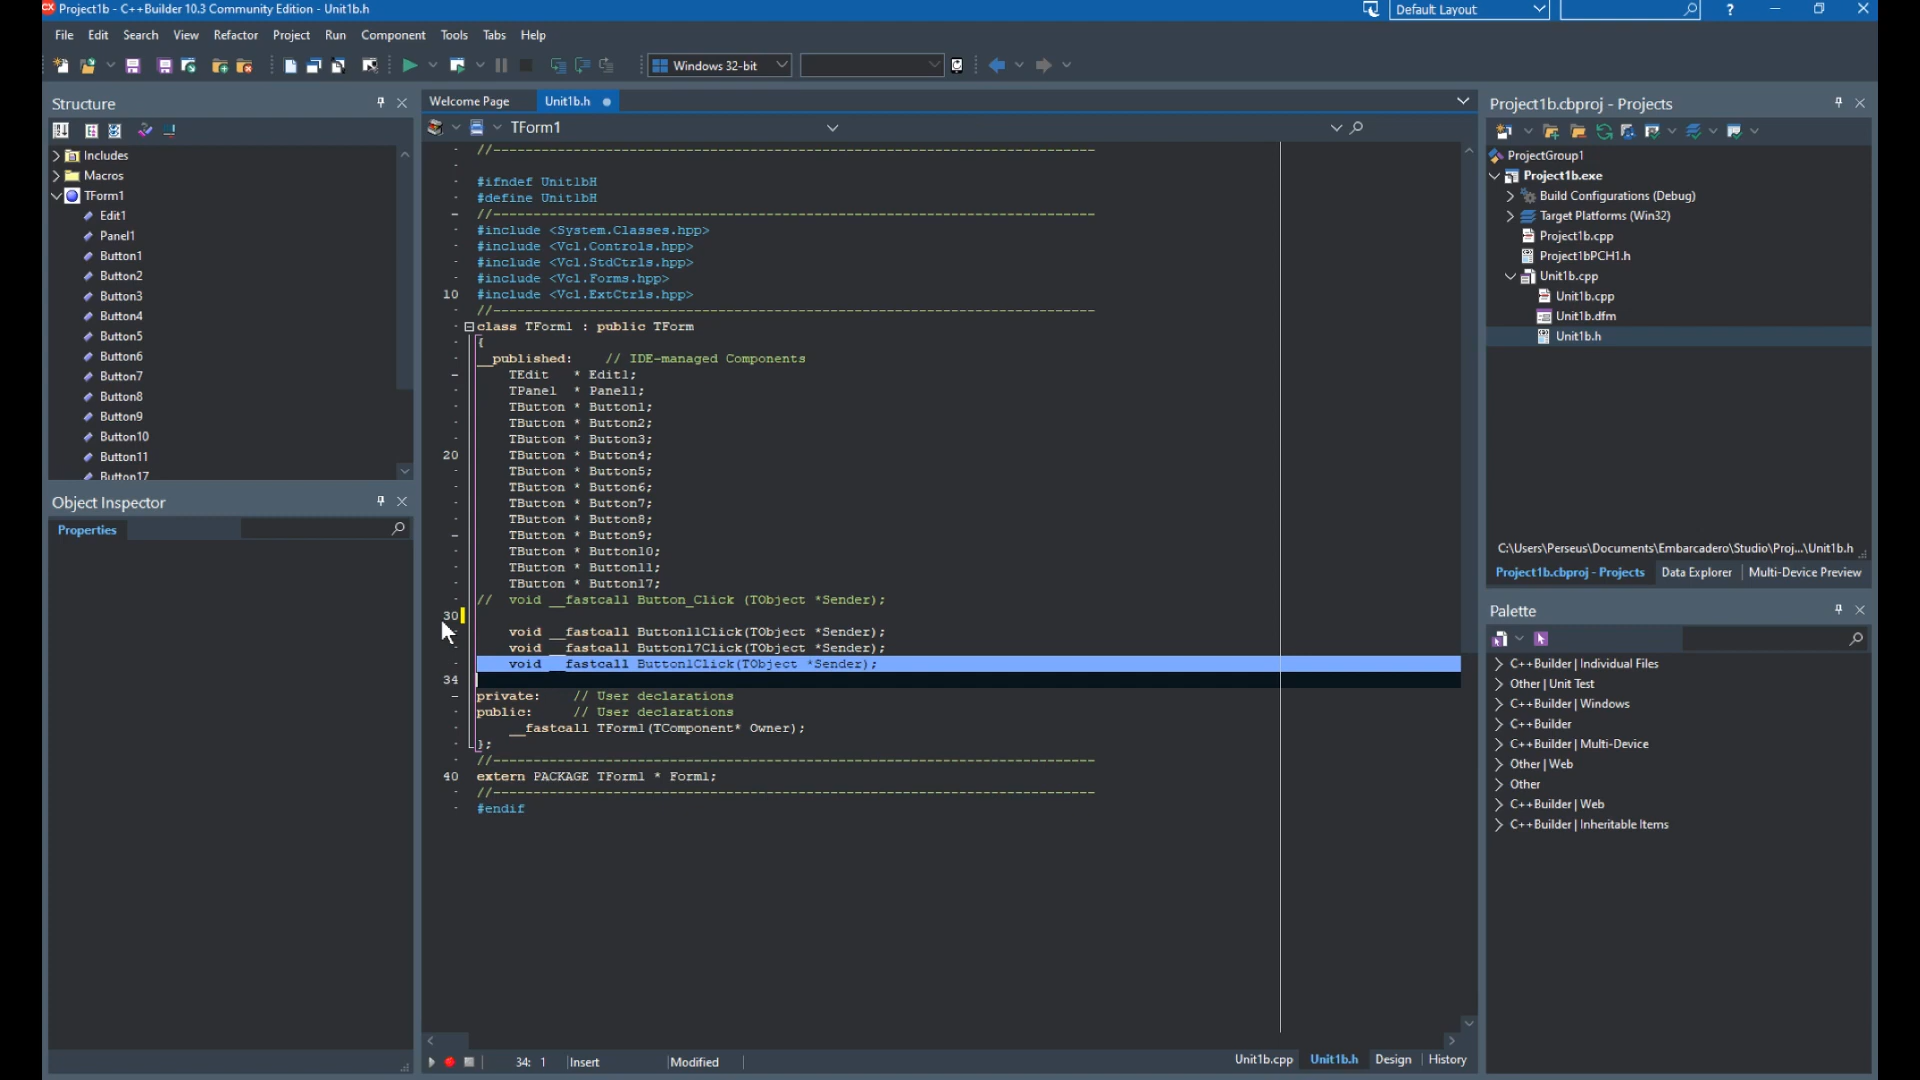 Project1b - C++Builder 10.3 Community Edition - Unit1b.h
Default Layout
?
File Edit Search View Refactor Project Run Component Tools Tabs Help
Windows 32-bit
Structure
Includes
Macros
TForm1
Edit1
Panel1
Button1
Button2
Button3
Button4
Button5
Button6
Button7
Button8
Button9
Button10
Button11
Button17
Object Inspector
Properties
Welcome Page Unit1b.h
TForm1
//---------------------------------------------------------------------------
#ifndef Unit1bH
#define Unit1bH
//---------------------------------------------------------------------------
#include <System.Classes.hpp>
#include <Vcl.Controls.hpp>
#include <Vcl.StdCtrls.hpp>
#include <Vcl.Forms.hpp>
10 #include <Vcl.ExtCtrls.hpp>
//---------------------------------------------------------------------------
class TForm1 : public TForm
{
__published:    // IDE-managed Components
TEdit   * Edit1;
TPanel  * Panel1;
TButton * Button1;
TButton * Button2;
TButton * Button3;
20 TButton * Button4;
TButton * Button5;
TButton * Button6;
TButton * Button7;
TButton * Button8;
TButton * Button9;
TButton * Button10;
TButton * Button11;
TButton * Button17;
//  void __fastcall Button_Click (TObject *Sender);
30
void __fastcall Button11Click(TObject *Sender);
void __fastcall Button17Click(TObject *Sender);
void __fastcall Button1Click(TObject *Sender);
34
private:    // User declarations
public:     // User declarations
__fastcall TForm1(TComponent* Owner);
};
//---------------------------------------------------------------------------
40 extern PACKAGE TForm1 * Form1;
//---------------------------------------------------------------------------
#endif
34: 1 Insert Modified
Unit1b.cpp Unit1b.h Design History
Project1b.cbproj - Projects
ProjectGroup1
Project1b.exe
Build Configurations (Debug)
Target Platforms (Win32)
Project1b.cpp
Project1bPCH1.h
Unit1b.cpp
Unit1b.cpp
Unit1b.dfm
Unit1b.h
C:\Users\Perseus\Documents\Embarcadero\Studio\Proj...\Unit1b.h
Project1b.cbproj - Projects Data Explorer Multi-Device Preview
Palette
C++Builder | Individual Files
Other | Unit Test
C++Builder | Windows
C++Builder
C++Builder | Multi-Device
Other | Web
Other
C++Builder | Web
C++Builder | Inheritable Items